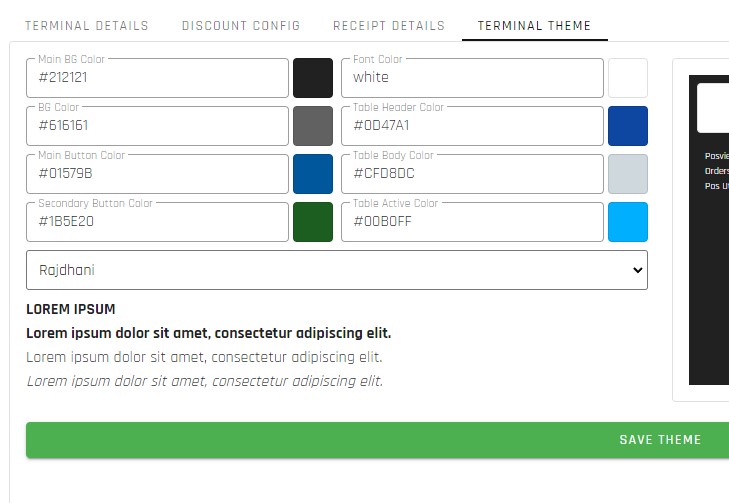 TERMINAL DETAILS DISCOUNT CONFIG RECEIPT DETAILS TERMINAL THEME
Main BG Color Font Color
#212121 white
BG Color Table Header Color
#616161 #0D47A1
Main Button Color Table Body Color
#01579B #CFD8DC
Secondary Button Color Table Active Color
#1B5E20 #00B0FF
Rajdhani
LOREM IPSUM
Lorem ipsum dolor sit amet, consectetur adipiscing elit.
Lorem ipsum dolor sit amet, consectetur adipiscing elit.
Lorem ipsum dolor sit amet, consectetur adipiscing elit.
Posvie
Orders
Pos U
SAVE THEME